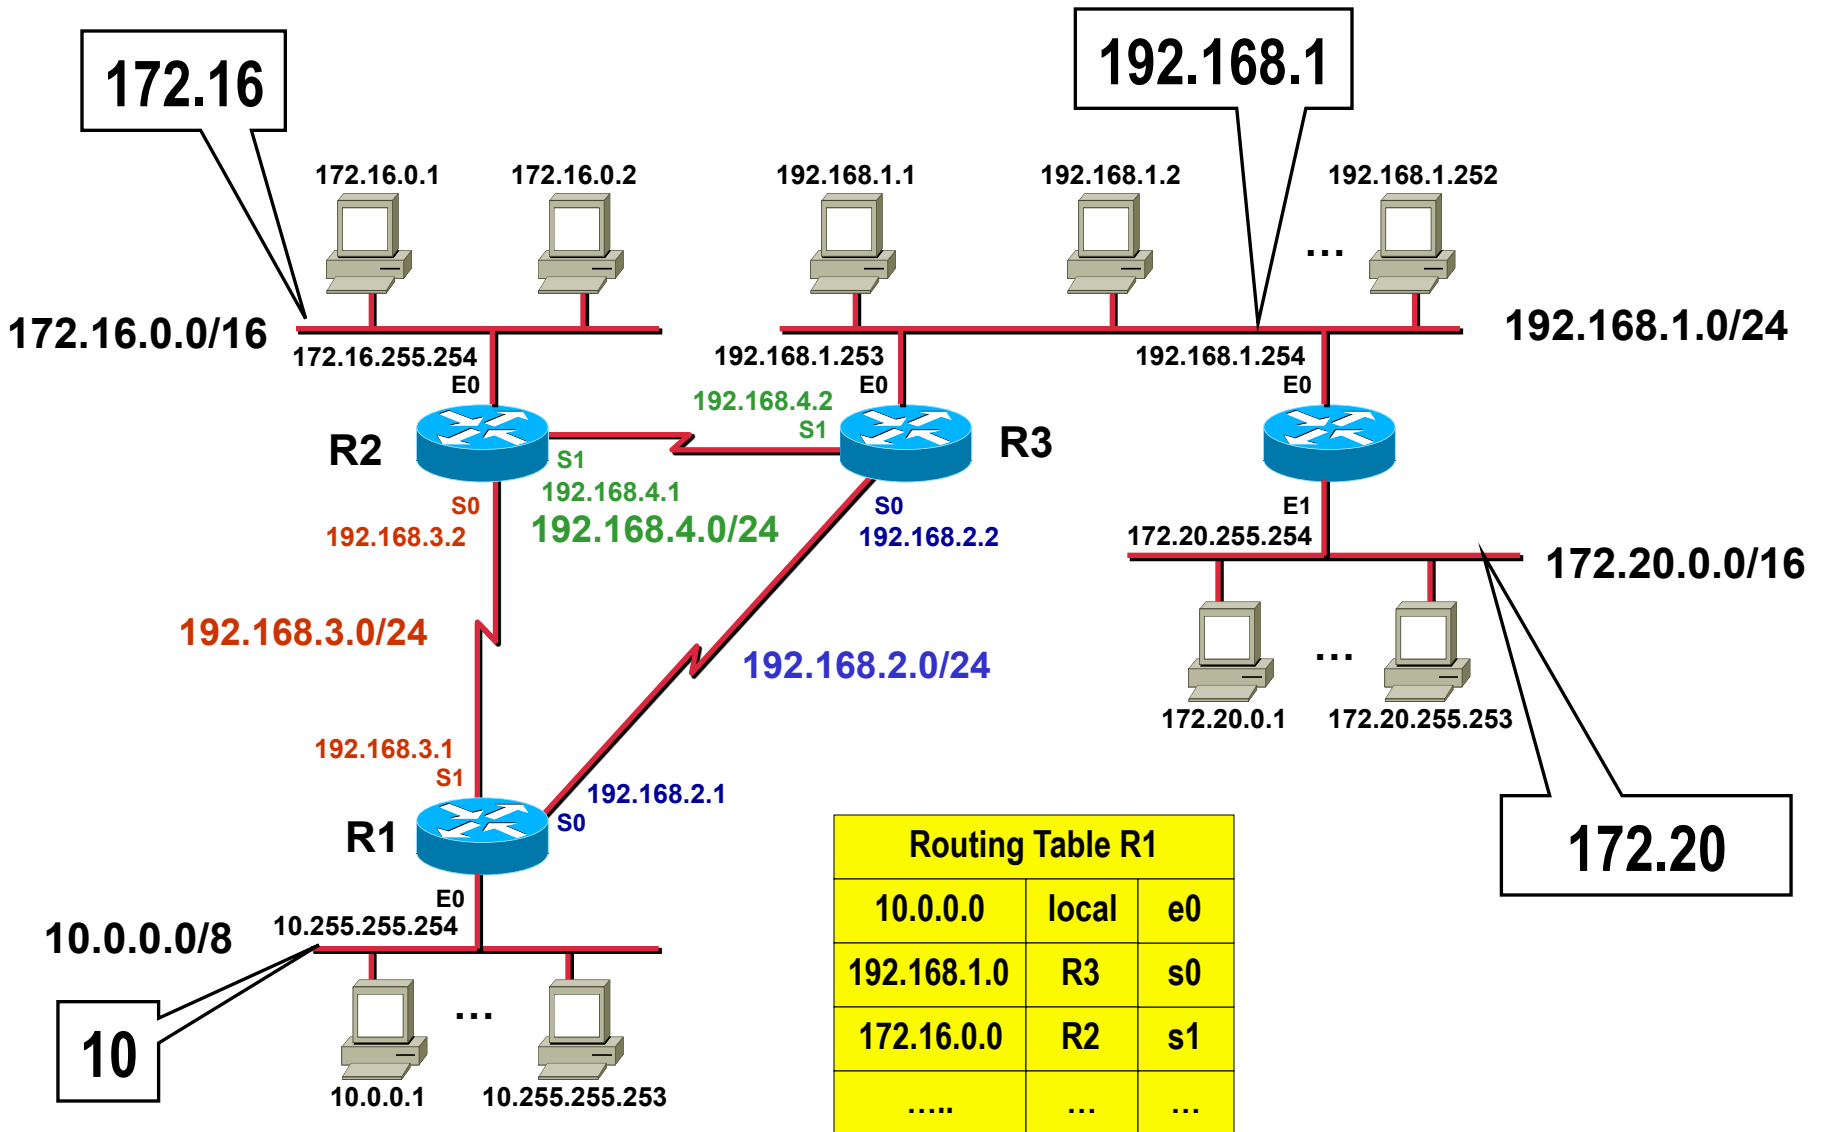 172.16
192.168.1
172.16.0.1
172.16.0.2
192.168.1.1
192.168.1.2
192.168.1.252
...
172.16.0.0/16
192.168.1.0/24
172.16.255.254
192.168.1.253
192.168.1.254
E0
E0
E0
192.168.4.2
S1
R2
R3
S1
192.168.4.1
192.168.4.0/24
S0
192.168.3.2
S0
192.168.2.2
E1
172.20.255.254
172.20.0.0/16
192.168.3.0/24
192.168.2.0/24
...
172.20.0.1
172.20.255.253
192.168.3.1
S1
192.168.2.1
S0
R1
172.20
E0
10.255.255.254
10.0.0.0/8
...
10
10.0.0.1
10.255.255.253
Routing Table R1
10.0.0.0 local e0
192.168.1.0 R3 s0
172.16.0.0 R2 s1
..... ... ...